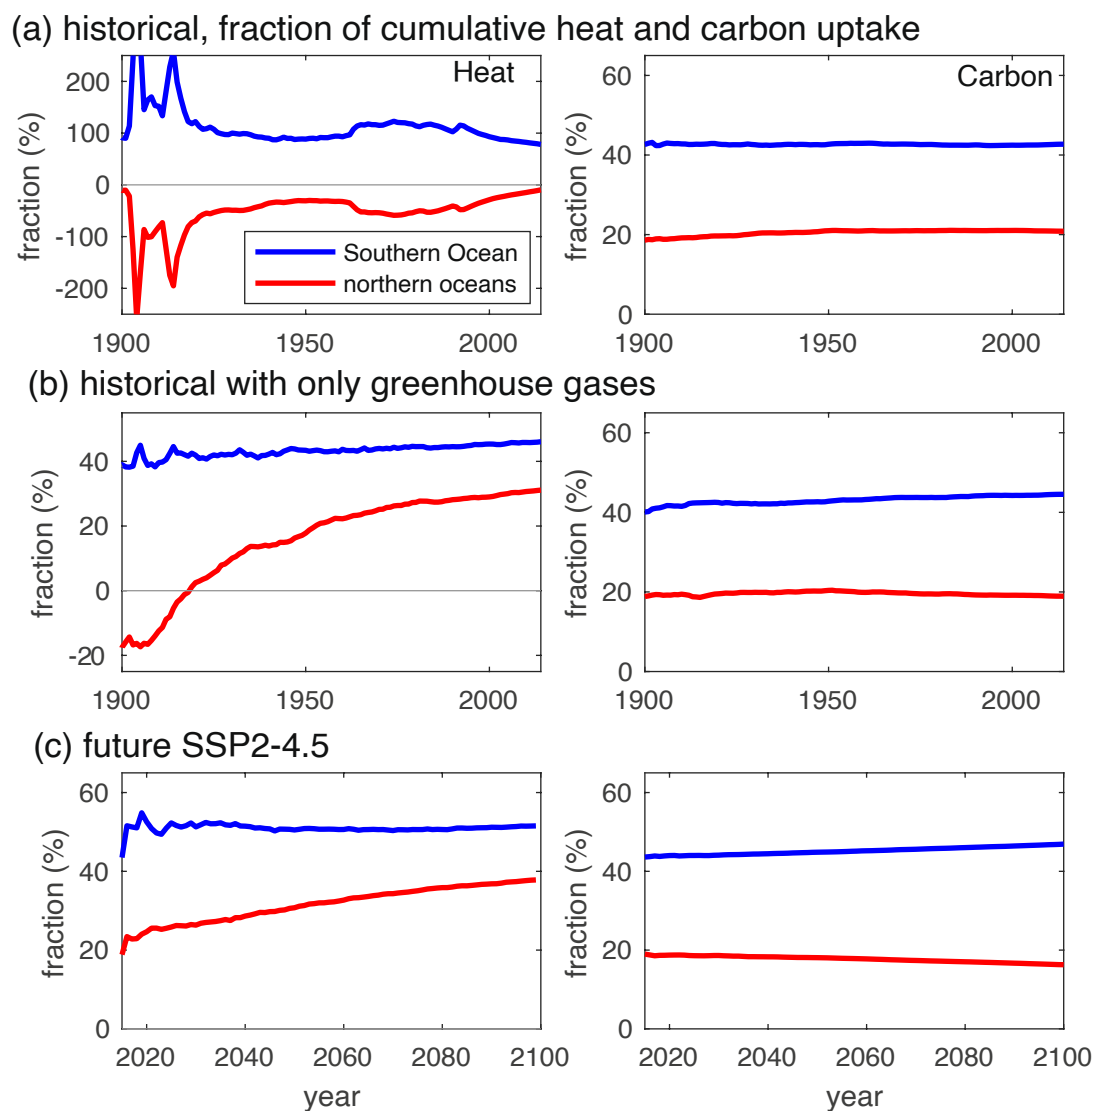 (a) historical, fraction of cumulative heat and carbon uptake
Heat
fraction (%)
200
100
0
-100
-200
Southern Ocean
northern oceans
1900 1950 2000
Carbon
fraction (%)
60
40
20
0
1900 1950 2000
(b) historical with only greenhouse gases
fraction (%)
40
20
0
-20
1900 1950 2000
fraction (%)
60
40
20
0
1900 1950 2000
(c) future SSP2-4.5
fraction (%)
60
40
20
0
2020 2040 2060 2080 2100
year
fraction (%)
60
40
20
0
2020 2040 2060 2080 2100
year